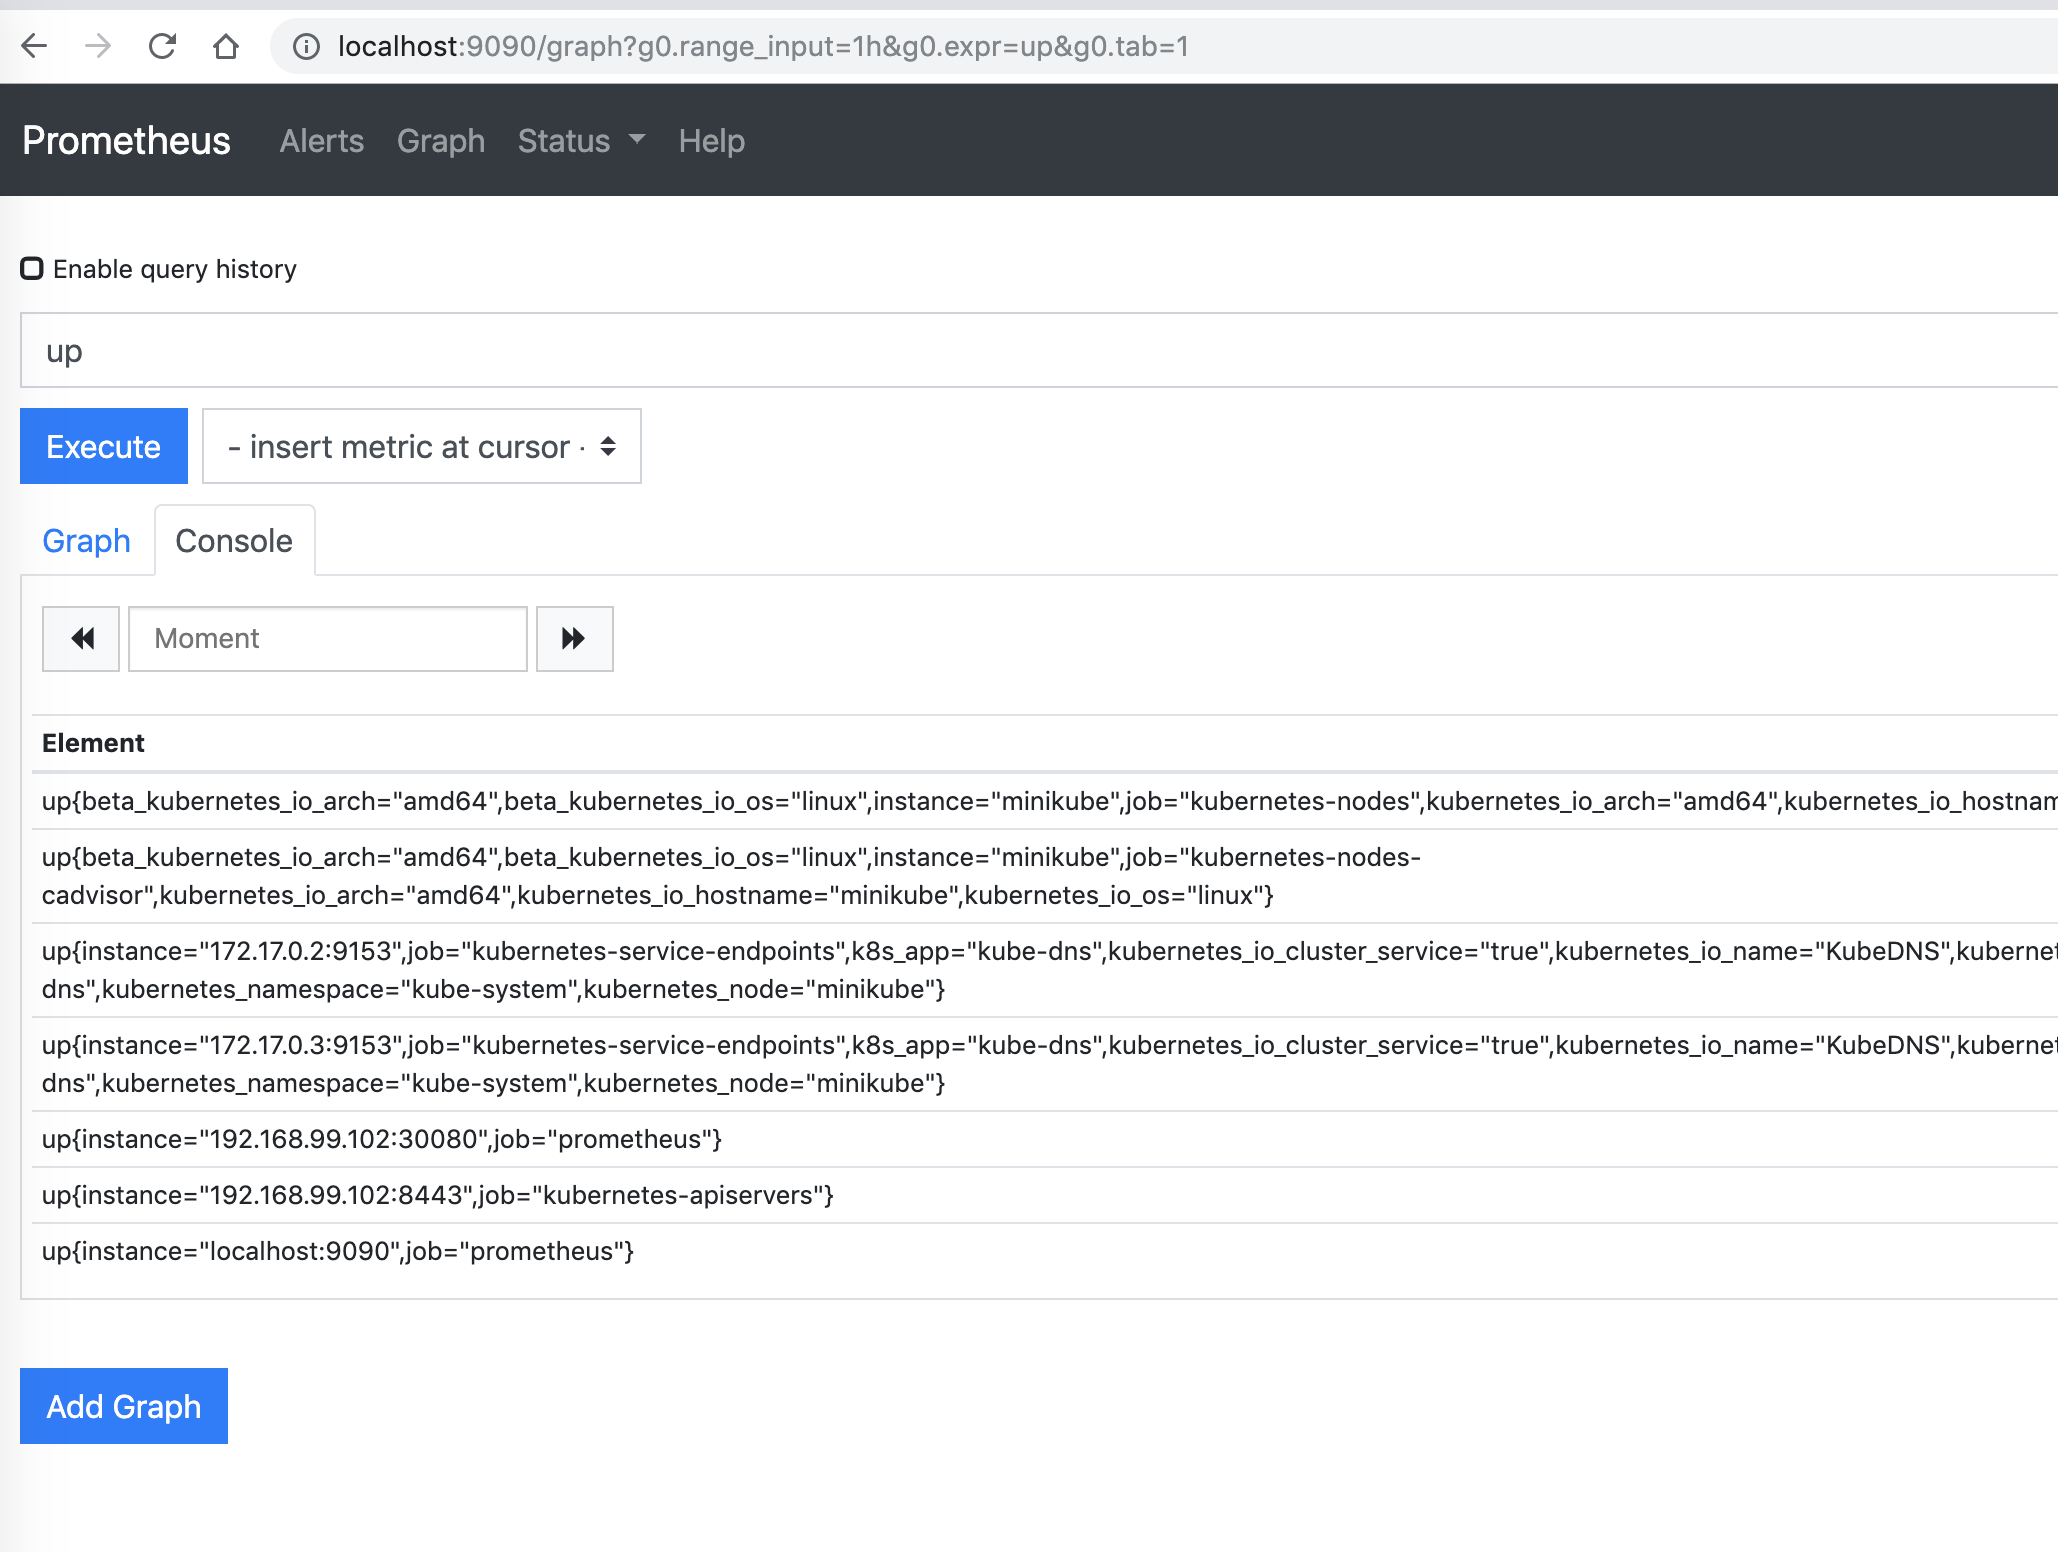 localhost:9090/graph?g0.range_input=1h&g0.expr=up&g0.tab=1
Prometheus Alerts Graph Status Help
Enable query history
up
Execute - insert metric at cursor -
Graph Console
Moment
Element
up{beta_kubernetes_io_arch="amd64",beta_kubernetes_io_os="linux",instance="minikube",job="kubernetes-nodes",kubernetes_io_arch="amd64",kubernetes_io_hostnam
up{beta_kubernetes_io_arch="amd64",beta_kubernetes_io_os="linux",instance="minikube",job="kubernetes-nodes-
cadvisor",kubernetes_io_arch="amd64",kubernetes_io_hostname="minikube",kubernetes_io_os="linux"}
up{instance="172.17.0.2:9153",job="kubernetes-service-endpoints",k8s_app="kube-dns",kubernetes_io_cluster_service="true",kubernetes_io_name="KubeDNS",kubernet
dns",kubernetes_namespace="kube-system",kubernetes_node="minikube"}
up{instance="172.17.0.3:9153",job="kubernetes-service-endpoints",k8s_app="kube-dns",kubernetes_io_cluster_service="true",kubernetes_io_name="KubeDNS",kubernet
dns",kubernetes_namespace="kube-system",kubernetes_node="minikube"}
up{instance="192.168.99.102:30080",job="prometheus"}
up{instance="192.168.99.102:8443",job="kubernetes-apiservers"}
up{instance="localhost:9090",job="prometheus"}
Add Graph